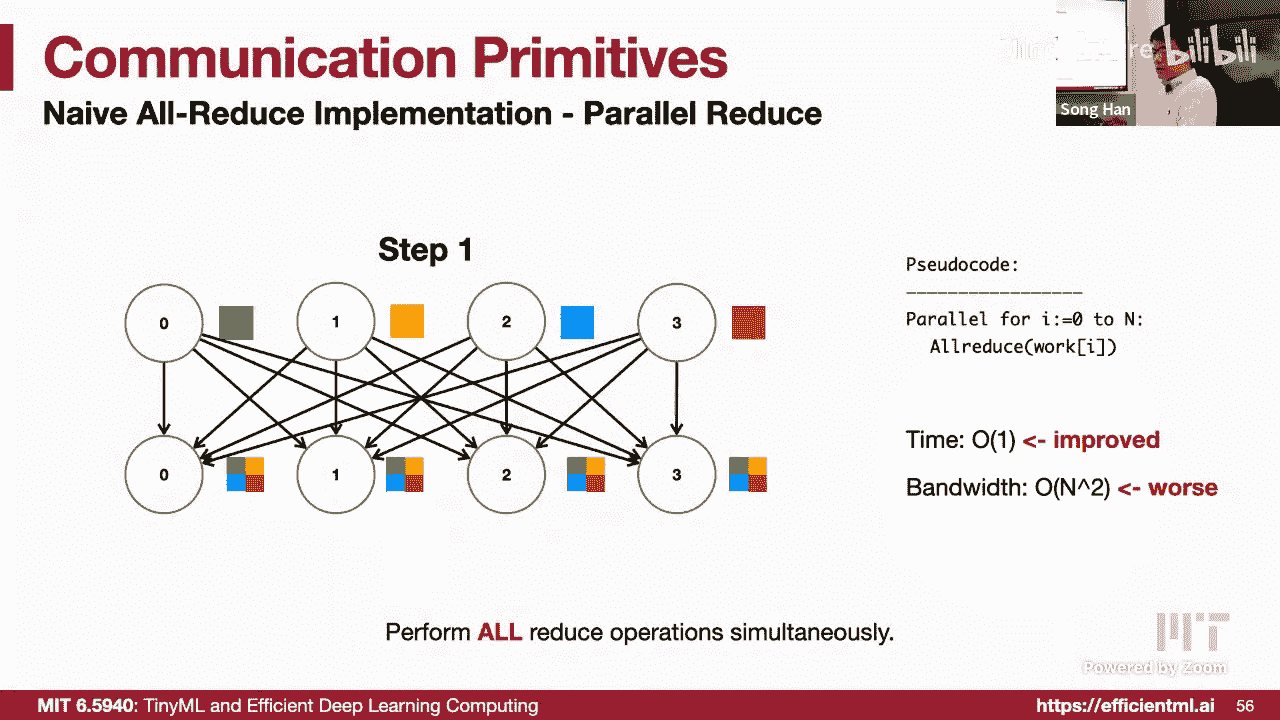 Communication Primitives
Naive All-Reduce Implementation - Parallel Reduce
bilibili
Song Han
Step 1
0
1
2
3
0
1
2
3
Pseudocode:
-----------------
Parallel for i:=0 to N:
Allreduce(work[i])
Time: O(1) <- improved
Bandwidth: O(N^2) <- worse
Perform ALL reduce operations simultaneously.
MIT
Powered by Zoom
MIT 6.5940: TinyML and Efficient Deep Learning Computing
https://efficientml.ai
56